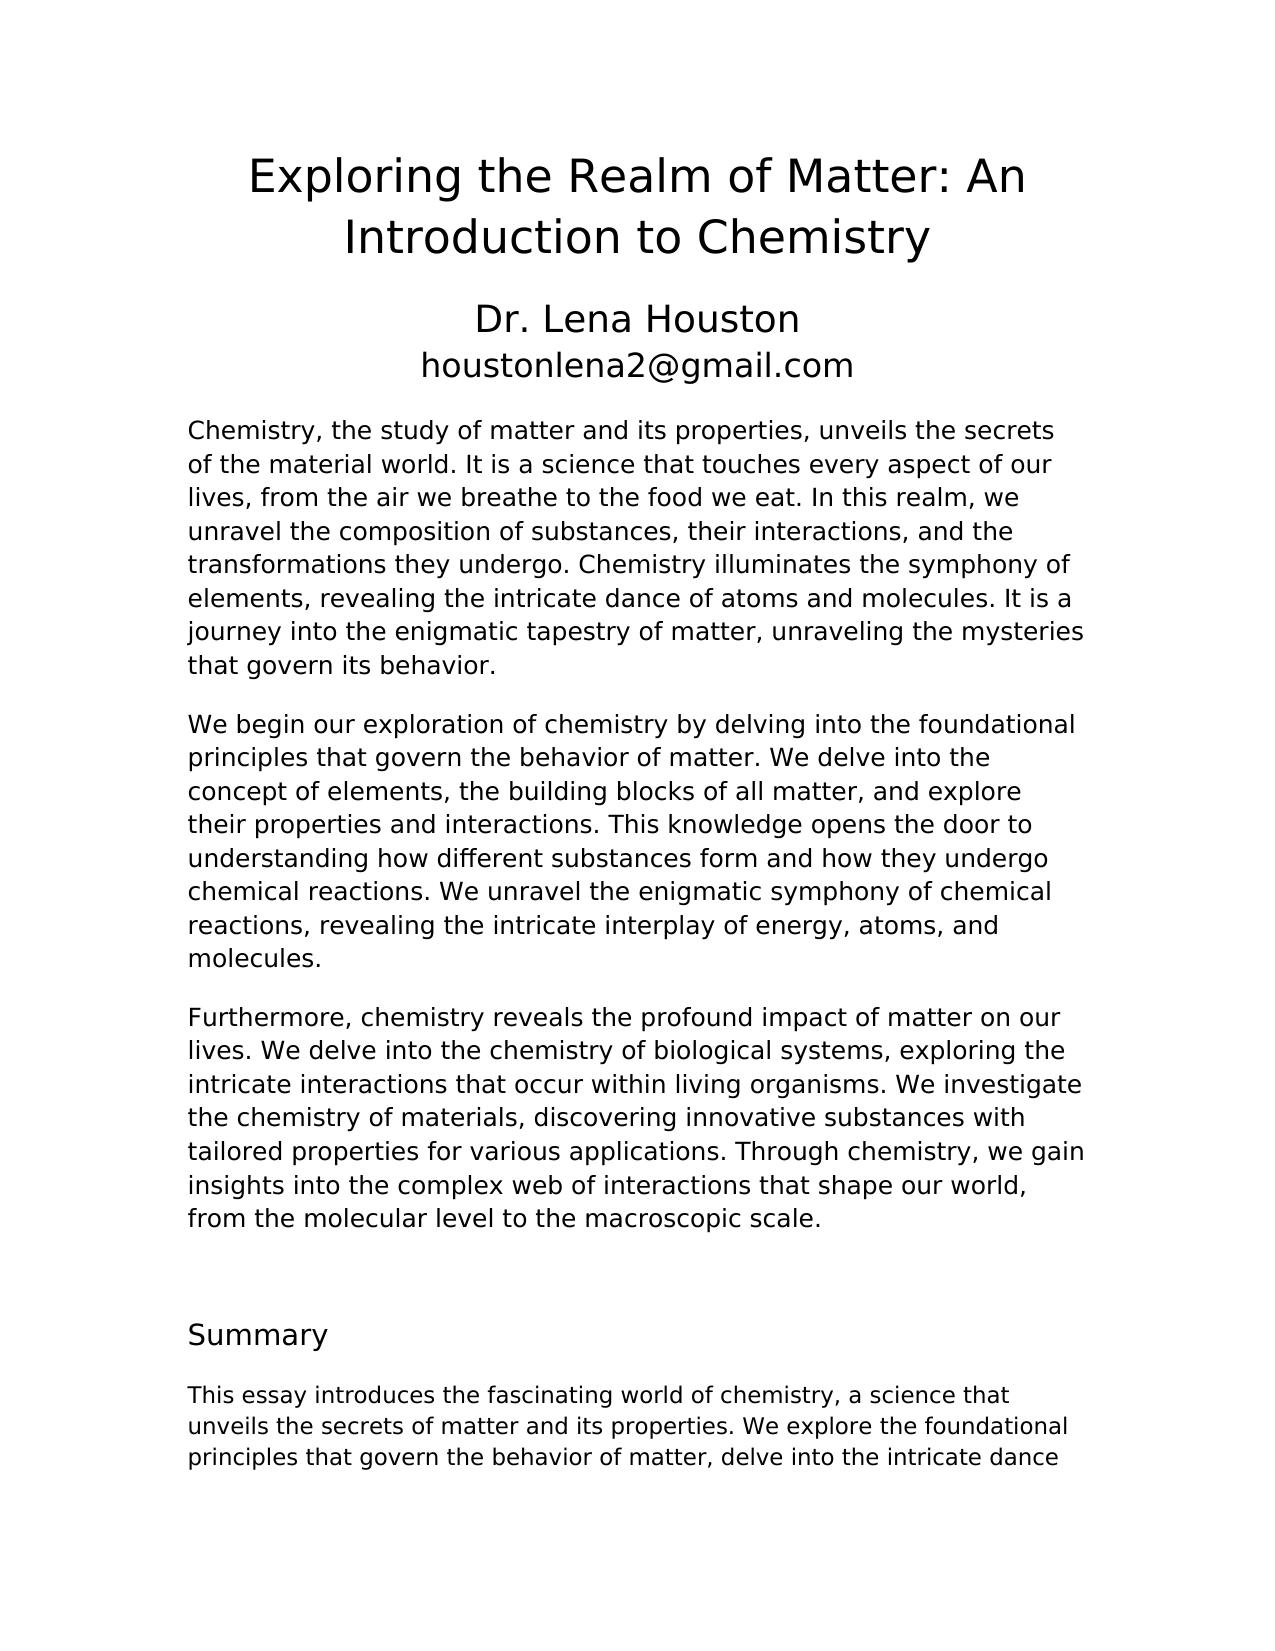 Exploring the Realm of Matter: An
Introduction to Chemistry
Dr. Lena Houston
houstonlena2@gmail.com
Chemistry, the study of matter and its properties, unveils the secrets
of the material world. It is a science that touches every aspect of our
lives, from the air we breathe to the food we eat. In this realm, we
unravel the composition of substances, their interactions, and the
transformations they undergo. Chemistry illuminates the symphony of
elements, revealing the intricate dance of atoms and molecules. It is a
journey into the enigmatic tapestry of matter, unraveling the mysteries
that govern its behavior.
We begin our exploration of chemistry by delving into the foundational
principles that govern the behavior of matter. We delve into the
concept of elements, the building blocks of all matter, and explore
their properties and interactions. This knowledge opens the door to
understanding how different substances form and how they undergo
chemical reactions. We unravel the enigmatic symphony of chemical
reactions, revealing the intricate interplay of energy, atoms, and
molecules.
Furthermore, chemistry reveals the profound impact of matter on our
lives. We delve into the chemistry of biological systems, exploring the
intricate interactions that occur within living organisms. We investigate
the chemistry of materials, discovering innovative substances with
tailored properties for various applications. Through chemistry, we gain
insights into the complex web of interactions that shape our world,
from the molecular level to the macroscopic scale.
Summary
This essay introduces the fascinating world of chemistry, a science that
unveils the secrets of matter and its properties. We explore the foundational
principles that govern the behavior of matter, delve into the intricate dance